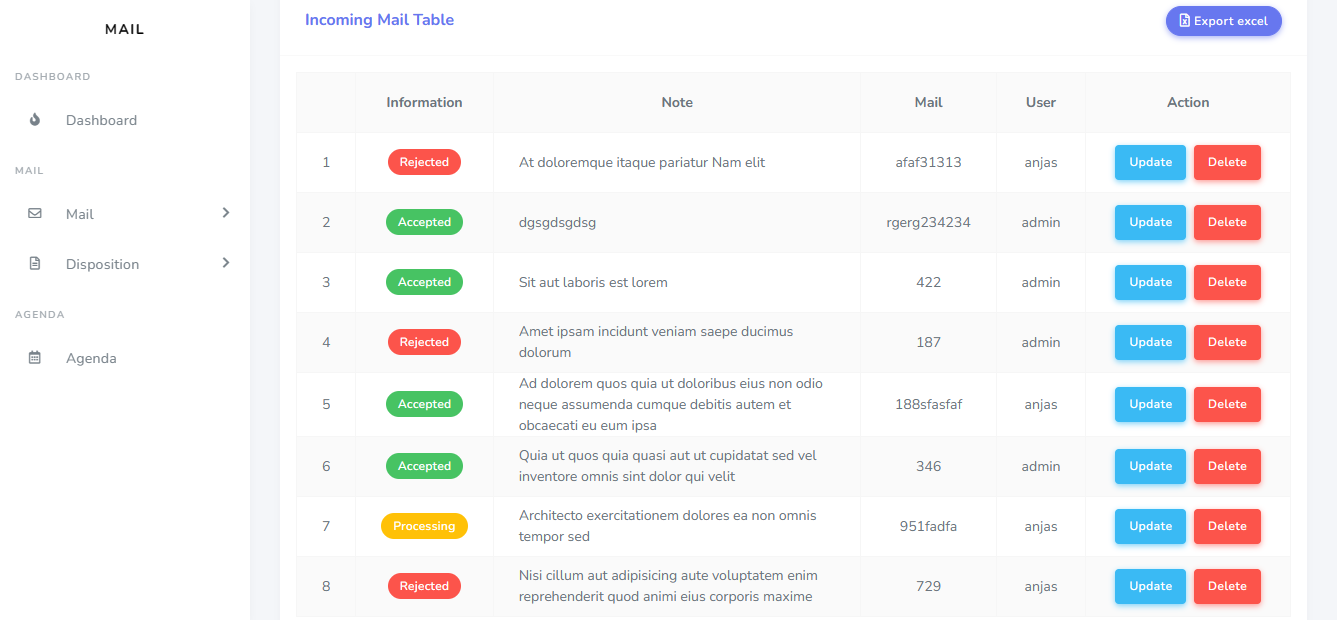 MAIL
DASHBOARD
Dashboard
MAIL
Mail
Disposition
AGENDA
Agenda
Incoming Mail Table
Export excel
Information Note Mail User Action
1 Rejected At doloremque itaque pariatur Nam elit afaf31313 anjas Update Delete
2 Accepted dgsgdsgdsg rgerg234234 admin Update Delete
3 Accepted Sit aut laboris est lorem 422 admin Update Delete
4 Rejected Amet ipsam incidunt veniam saepe ducimus
dolorum 187 admin Update Delete
5 Accepted Ad dolorem quos quia ut doloribus eius non odio
neque assumenda cumque debitis autem et
obcaecati eu eum ipsa 188sfasfaf anjas Update Delete
6 Accepted Quia ut quos quia quasi aut ut cupidatat sed vel
inventore omnis sint dolor qui velit 346 admin Update Delete
7 Processing Architecto exercitationem dolores ea non omnis
tempor sed 951fadfa anjas Update Delete
8 Rejected Nisi cillum aut adipisicing aute voluptatem enim
reprehenderit quod animi eius corporis maxime 729 anjas Update Delete